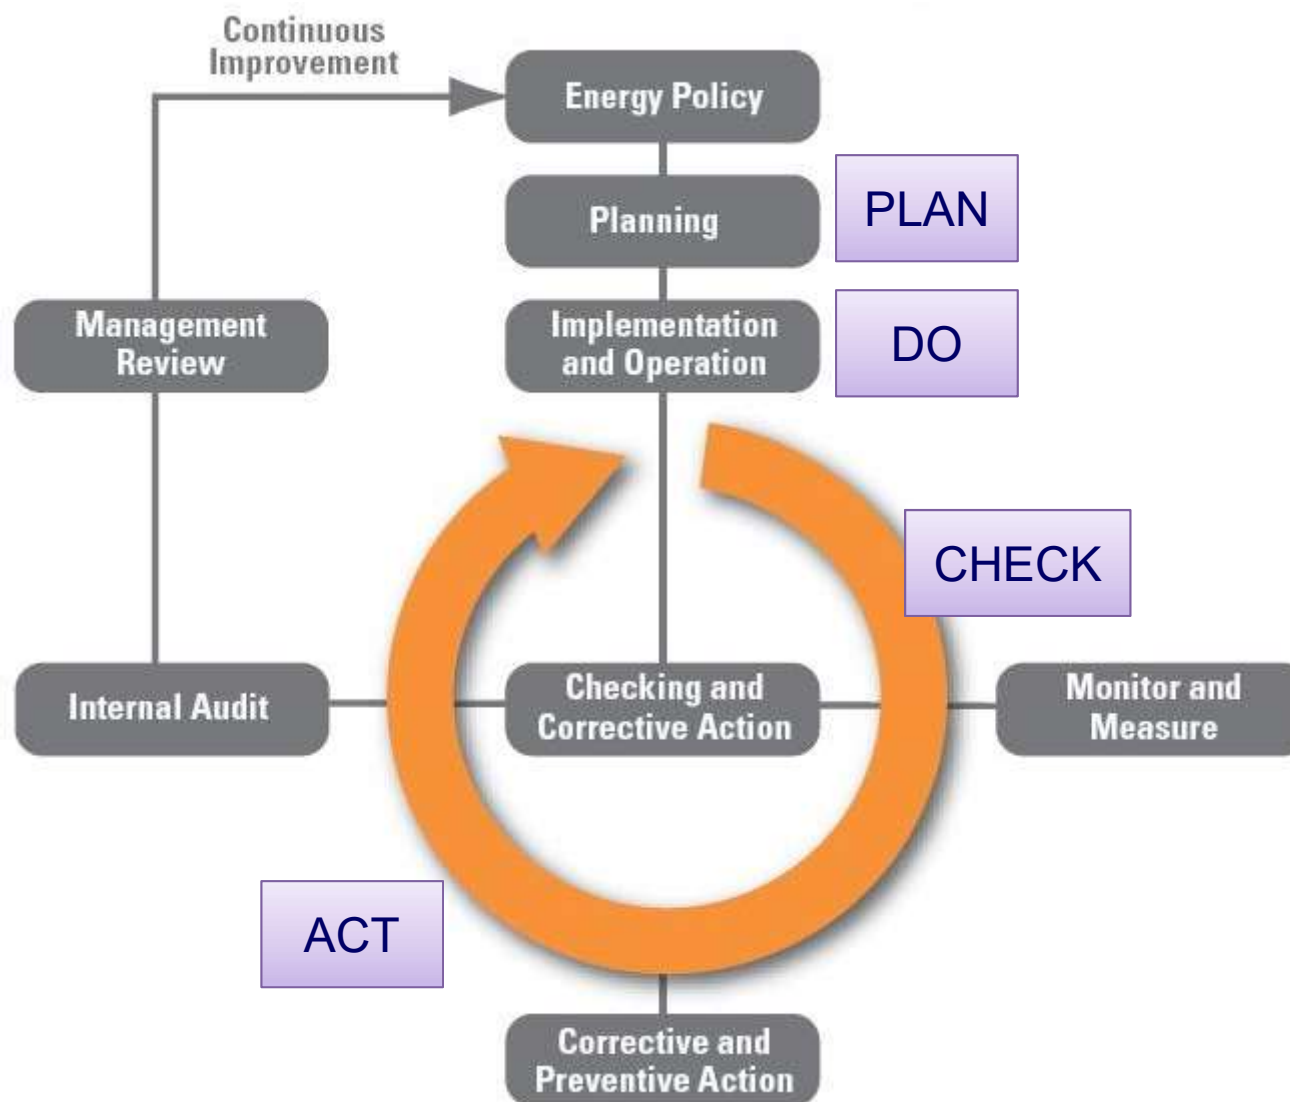 Continuous
Improvement
Energy Policy
Planning
PLAN
Management
Review
Implementation
and Operation
DO
CHECK
Internal Audit
Checking and
Corrective Action
Monitor and
Measure
ACT
Corrective and
Preventive Action